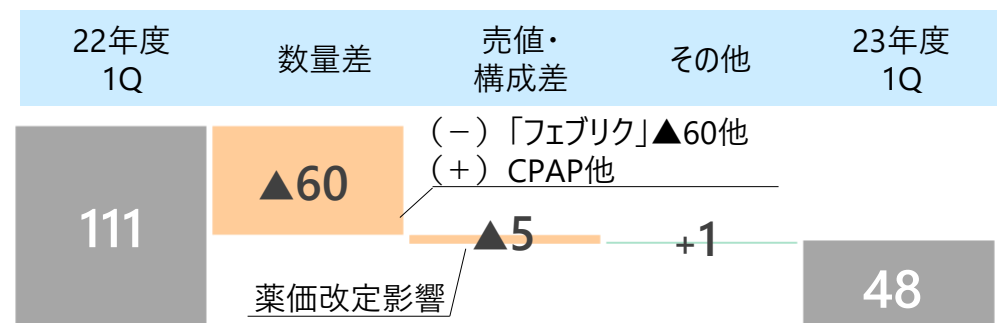 22年度
1Q
数量差
売値・
構成差
その他
23年度
1Q
（－）「フェブリク」▲60他
（＋）CPAP他
▲60
111
▲5
+1
48
薬価改定影響